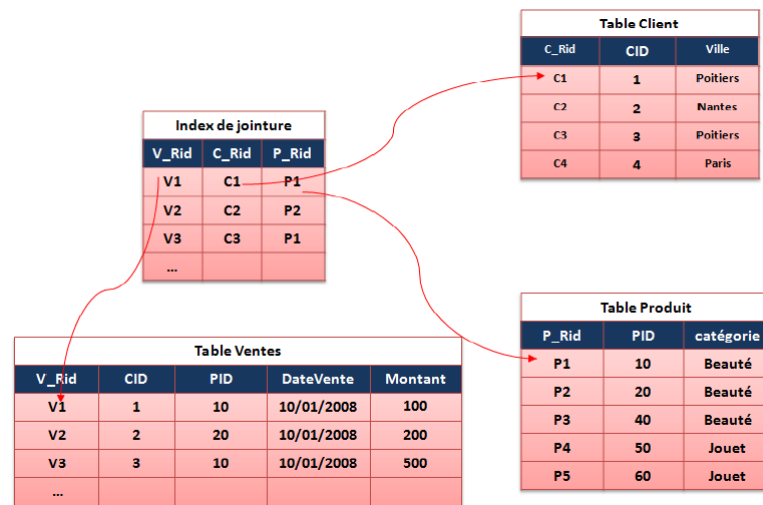 Table Client
C_Rid CID Ville
C1 1 Poitiers
C2 2 Nantes
C3 3 Poitiers
C4 4 Paris
Index de jointure
V_Rid C_Rid P_Rid
V1 C1 P1
V2 C2 P2
V3 C3 P1
...
Table Produit
P_Rid PID catégorie
P1 10 Beauté
P2 20 Beauté
P3 40 Beauté
P4 50 Jouet
P5 60 Jouet
Table Ventes
V_Rid CID PID DateVente Montant
V1 1 10 10/01/2008 100
V2 2 20 10/01/2008 200
V3 3 10 10/01/2008 500
...